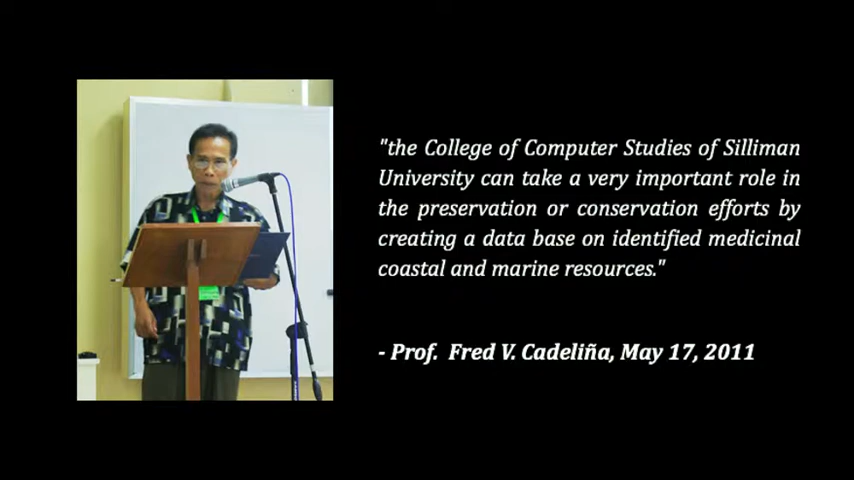 "the College of Computer Studies of Silliman
University can take a very important role in
the preservation or conservation efforts by
creating a data base on identified medicinal
coastal and marine resources."
- Prof. Fred V. Cadeliña, May 17, 2011